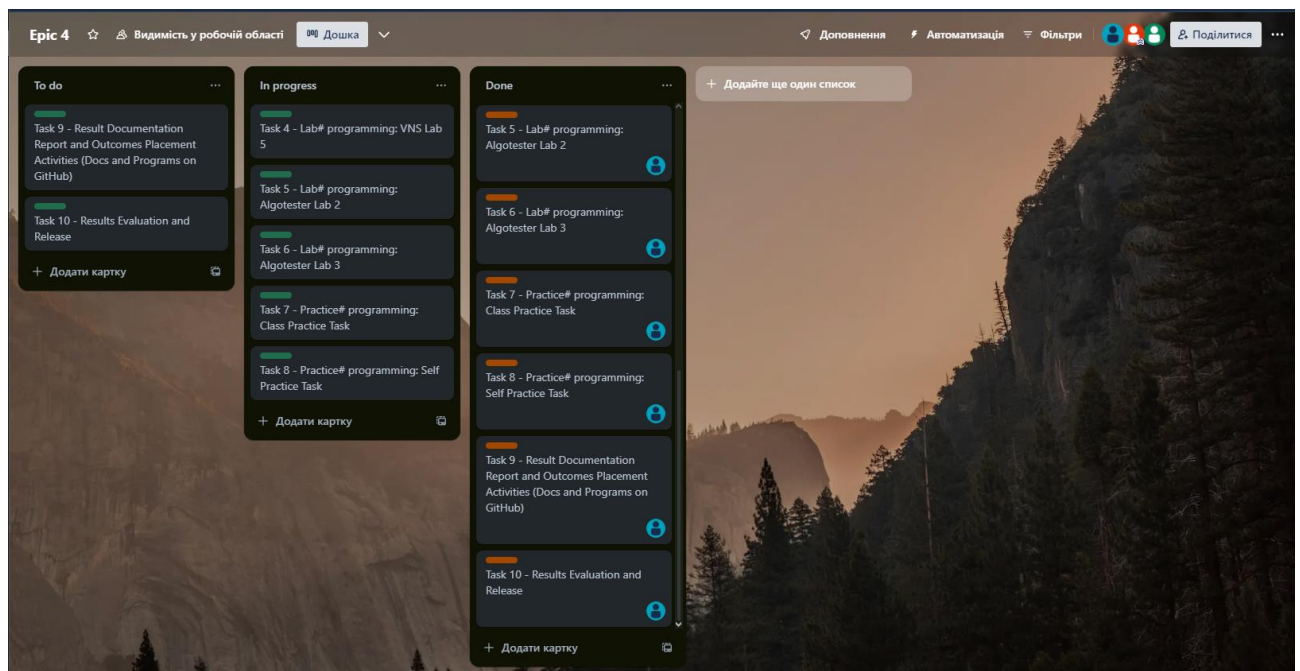 Epic 4
Видимість у робочій області
Дошка
Доповнення
Автоматизація
Фільтри
Поділитися
To do
Task 9 - Result Documentation
Report and Outcomes Placement
Activities (Docs and Programs on
GitHub)
Task 10 - Results Evaluation and
Release
+ Додати картку
In progress
Task 4 - Lab# programming: VNS Lab
5
Task 5 - Lab# programming:
Algotester Lab 2
Task 6 - Lab# programming:
Algotester Lab 3
Task 7 - Practice# programming:
Class Practice Task
Task 8 - Practice# programming: Self
Practice Task
+ Додати картку
Done
Task 5 - Lab# programming:
Algotester Lab 2
Task 6 - Lab# programming:
Algotester Lab 3
Task 7 - Practice# programming:
Class Practice Task
Task 8 - Practice# programming:
Self Practice Task
Task 9 - Result Documentation
Report and Outcomes Placement
Activities (Docs and Programs on
GitHub)
Task 10 - Results Evaluation and
Release
+ Додати картку
+ Додайте ще один список